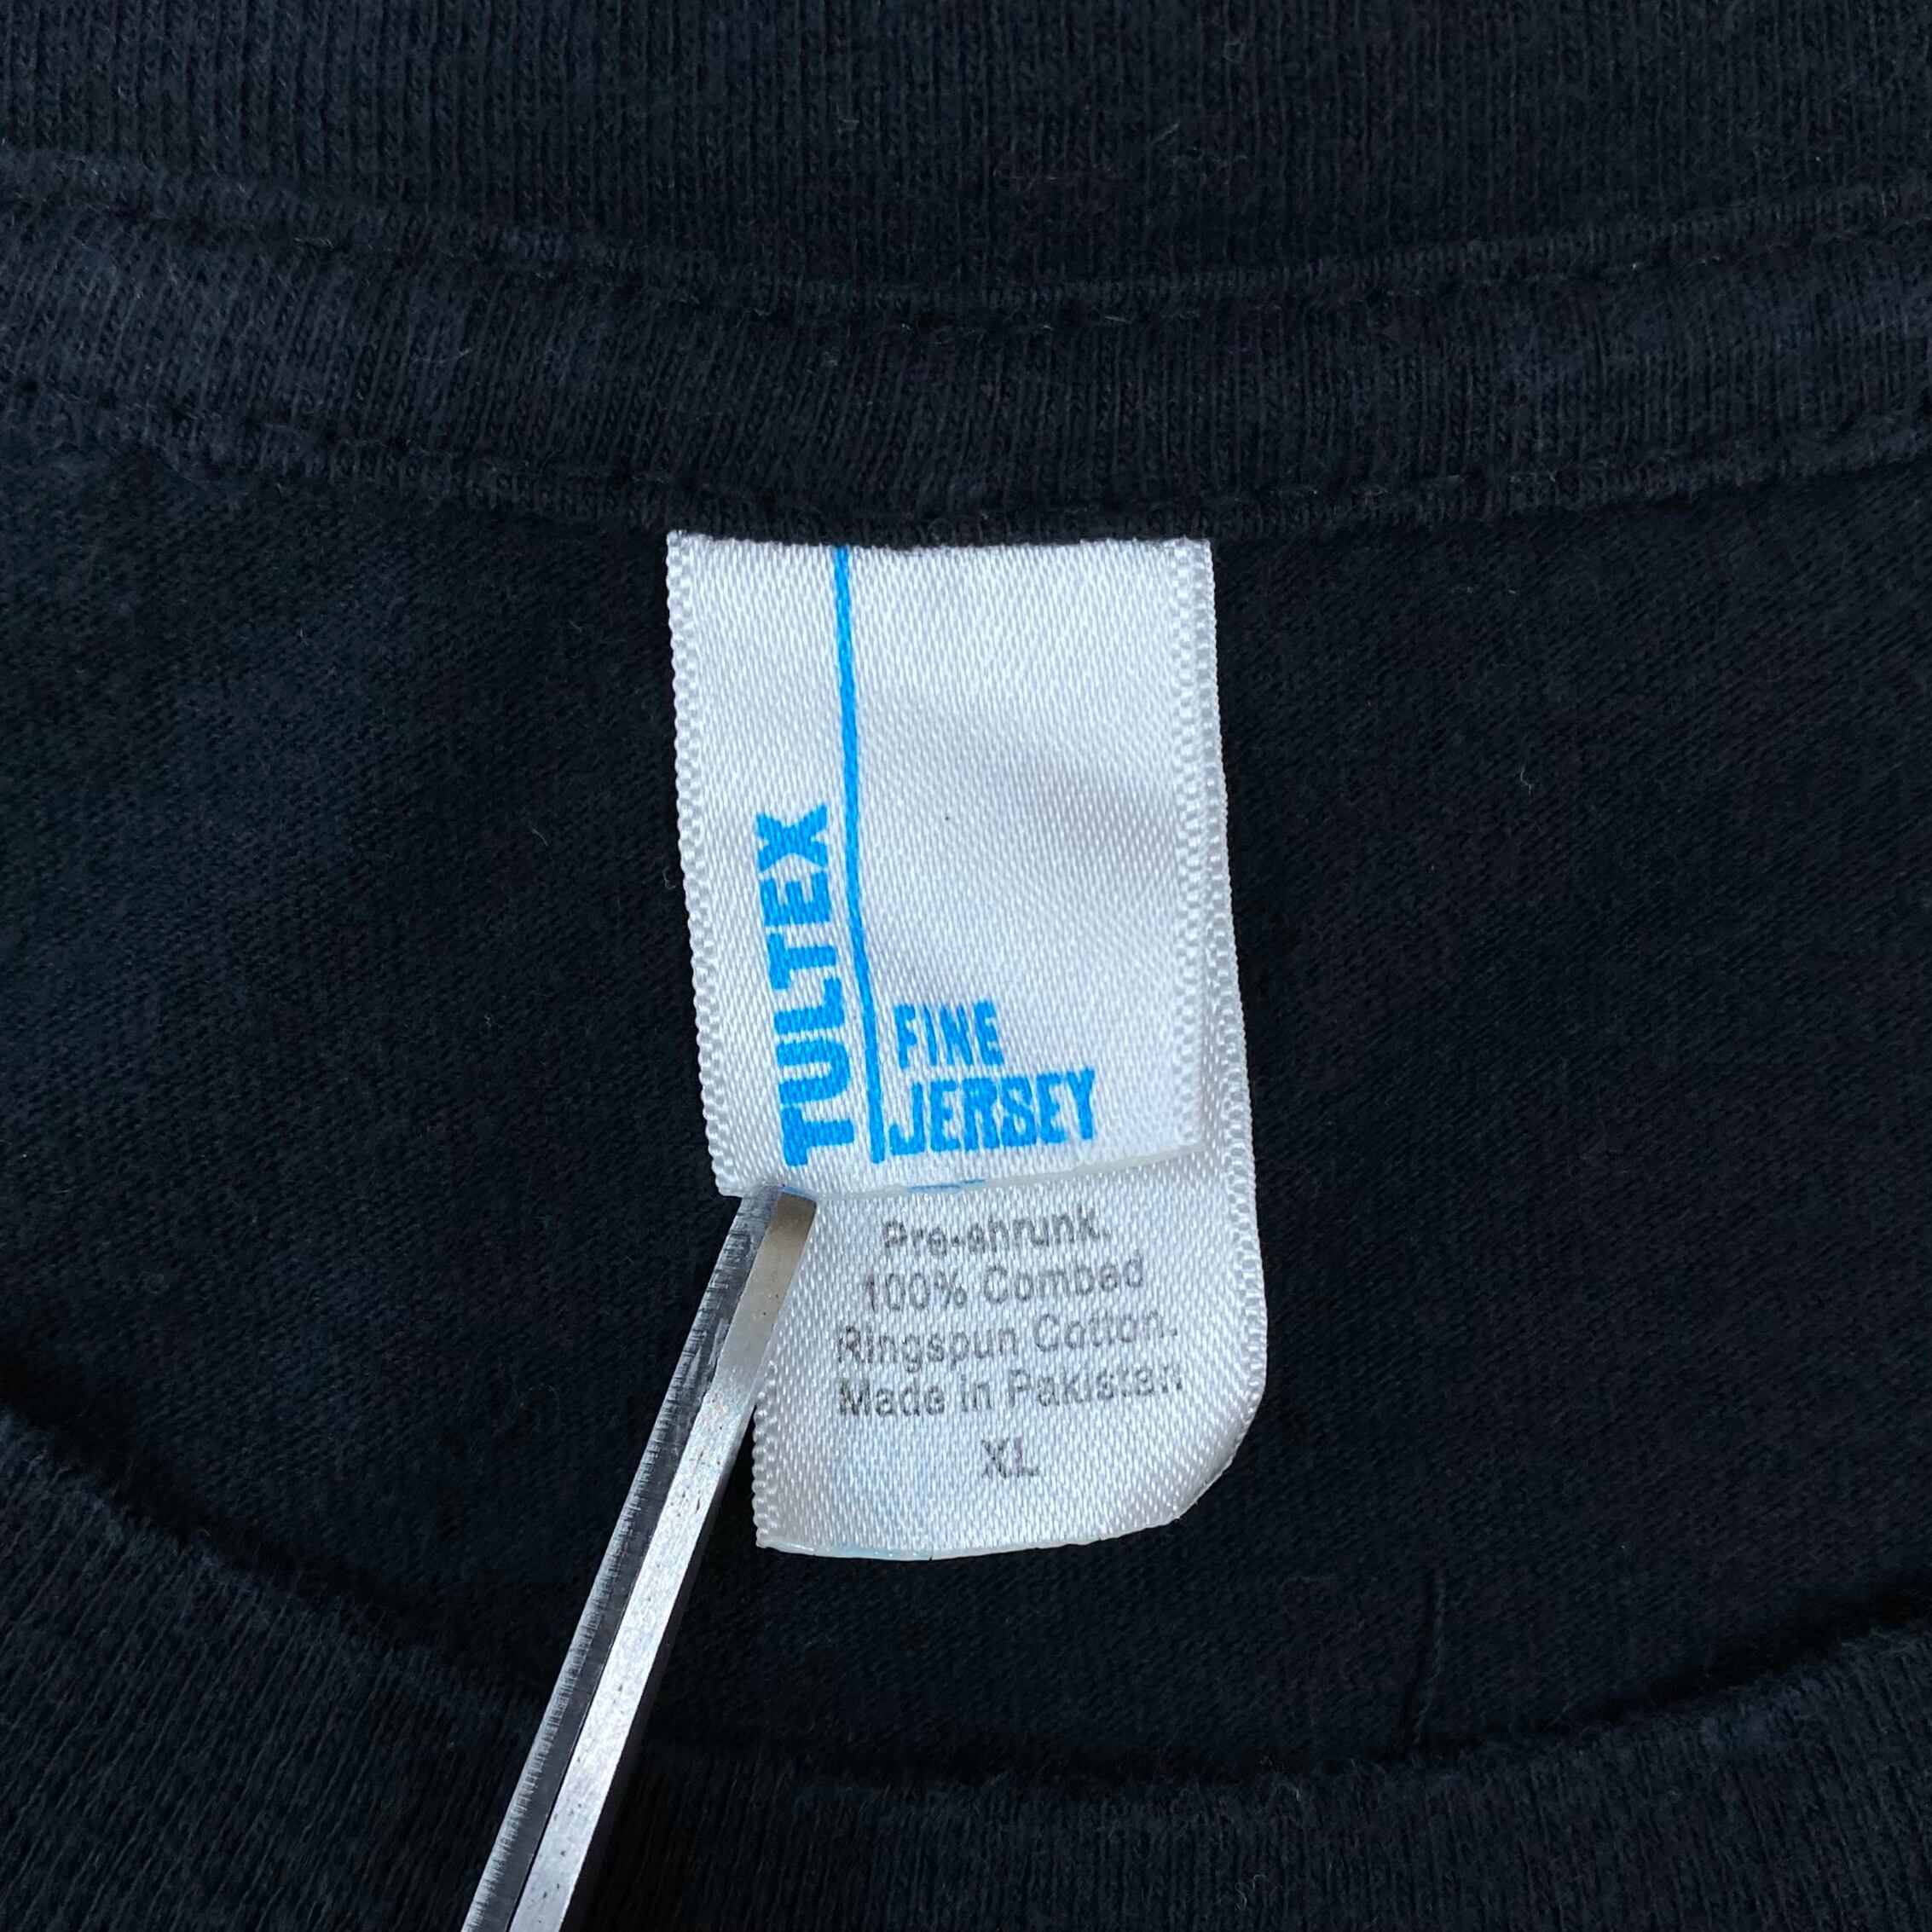 TULTEX
FINE
JERSEY
Pre-shrunk
100% Combed
Ringspun Cotton.
Made in Pakistan
XL